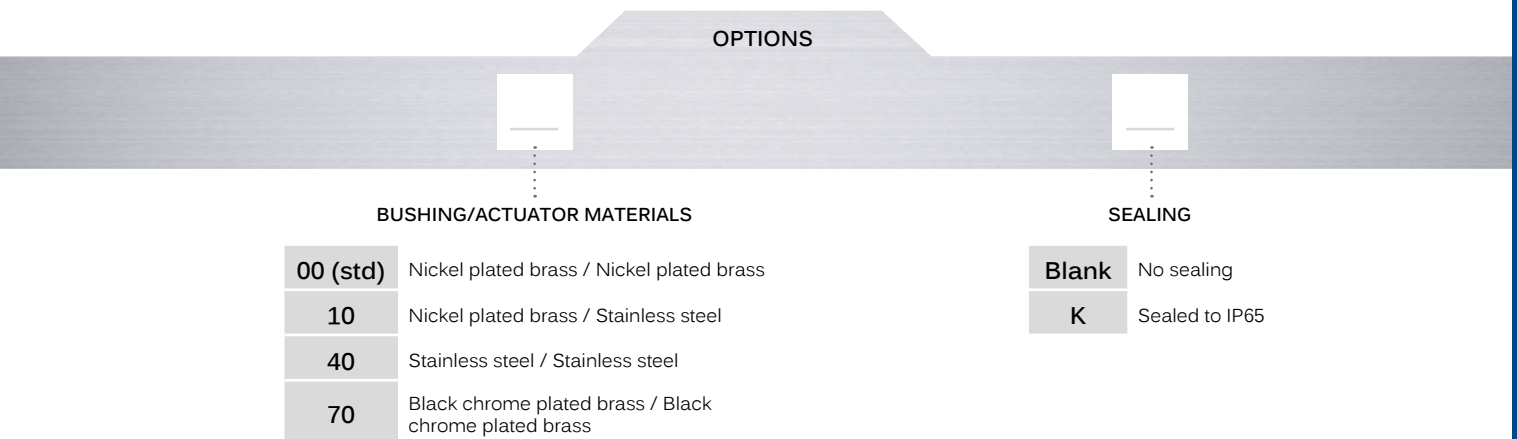 OPTIONS
BUSHING/ACTUATOR MATERIALS
00 (std) Nickel plated brass / Nickel plated brass
10 Nickel plated brass / Stainless steel
40 Stainless steel / Stainless steel
70 Black chrome plated brass / Black
chrome plated brass
SEALING
Blank No sealing
K Sealed to IP65